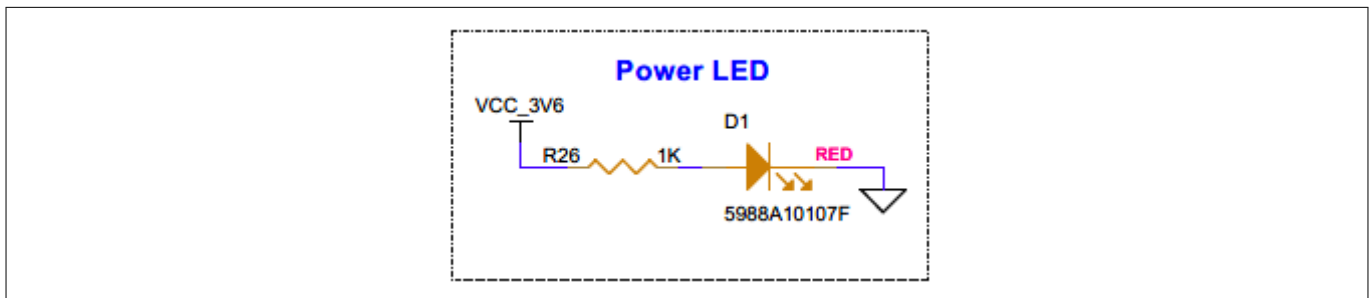 Power LED
VCC_3V6
D1
R26 1K RED
5988A10107F